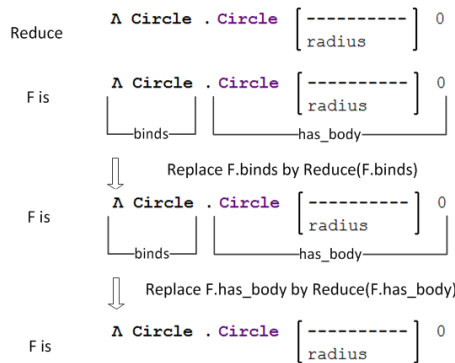 Reduce Λ Circle . Circle [ ---------- radius ] 0
F is Λ Circle . Circle [ ---------- radius ] 0
binds has_body
Replace F.binds by Reduce(F.binds)
F is Λ Circle . Circle [ ---------- radius ] 0
binds has_body
Replace F.has_body by Reduce(F.has_body)
F is Λ Circle . Circle [ ---------- radius ] 0